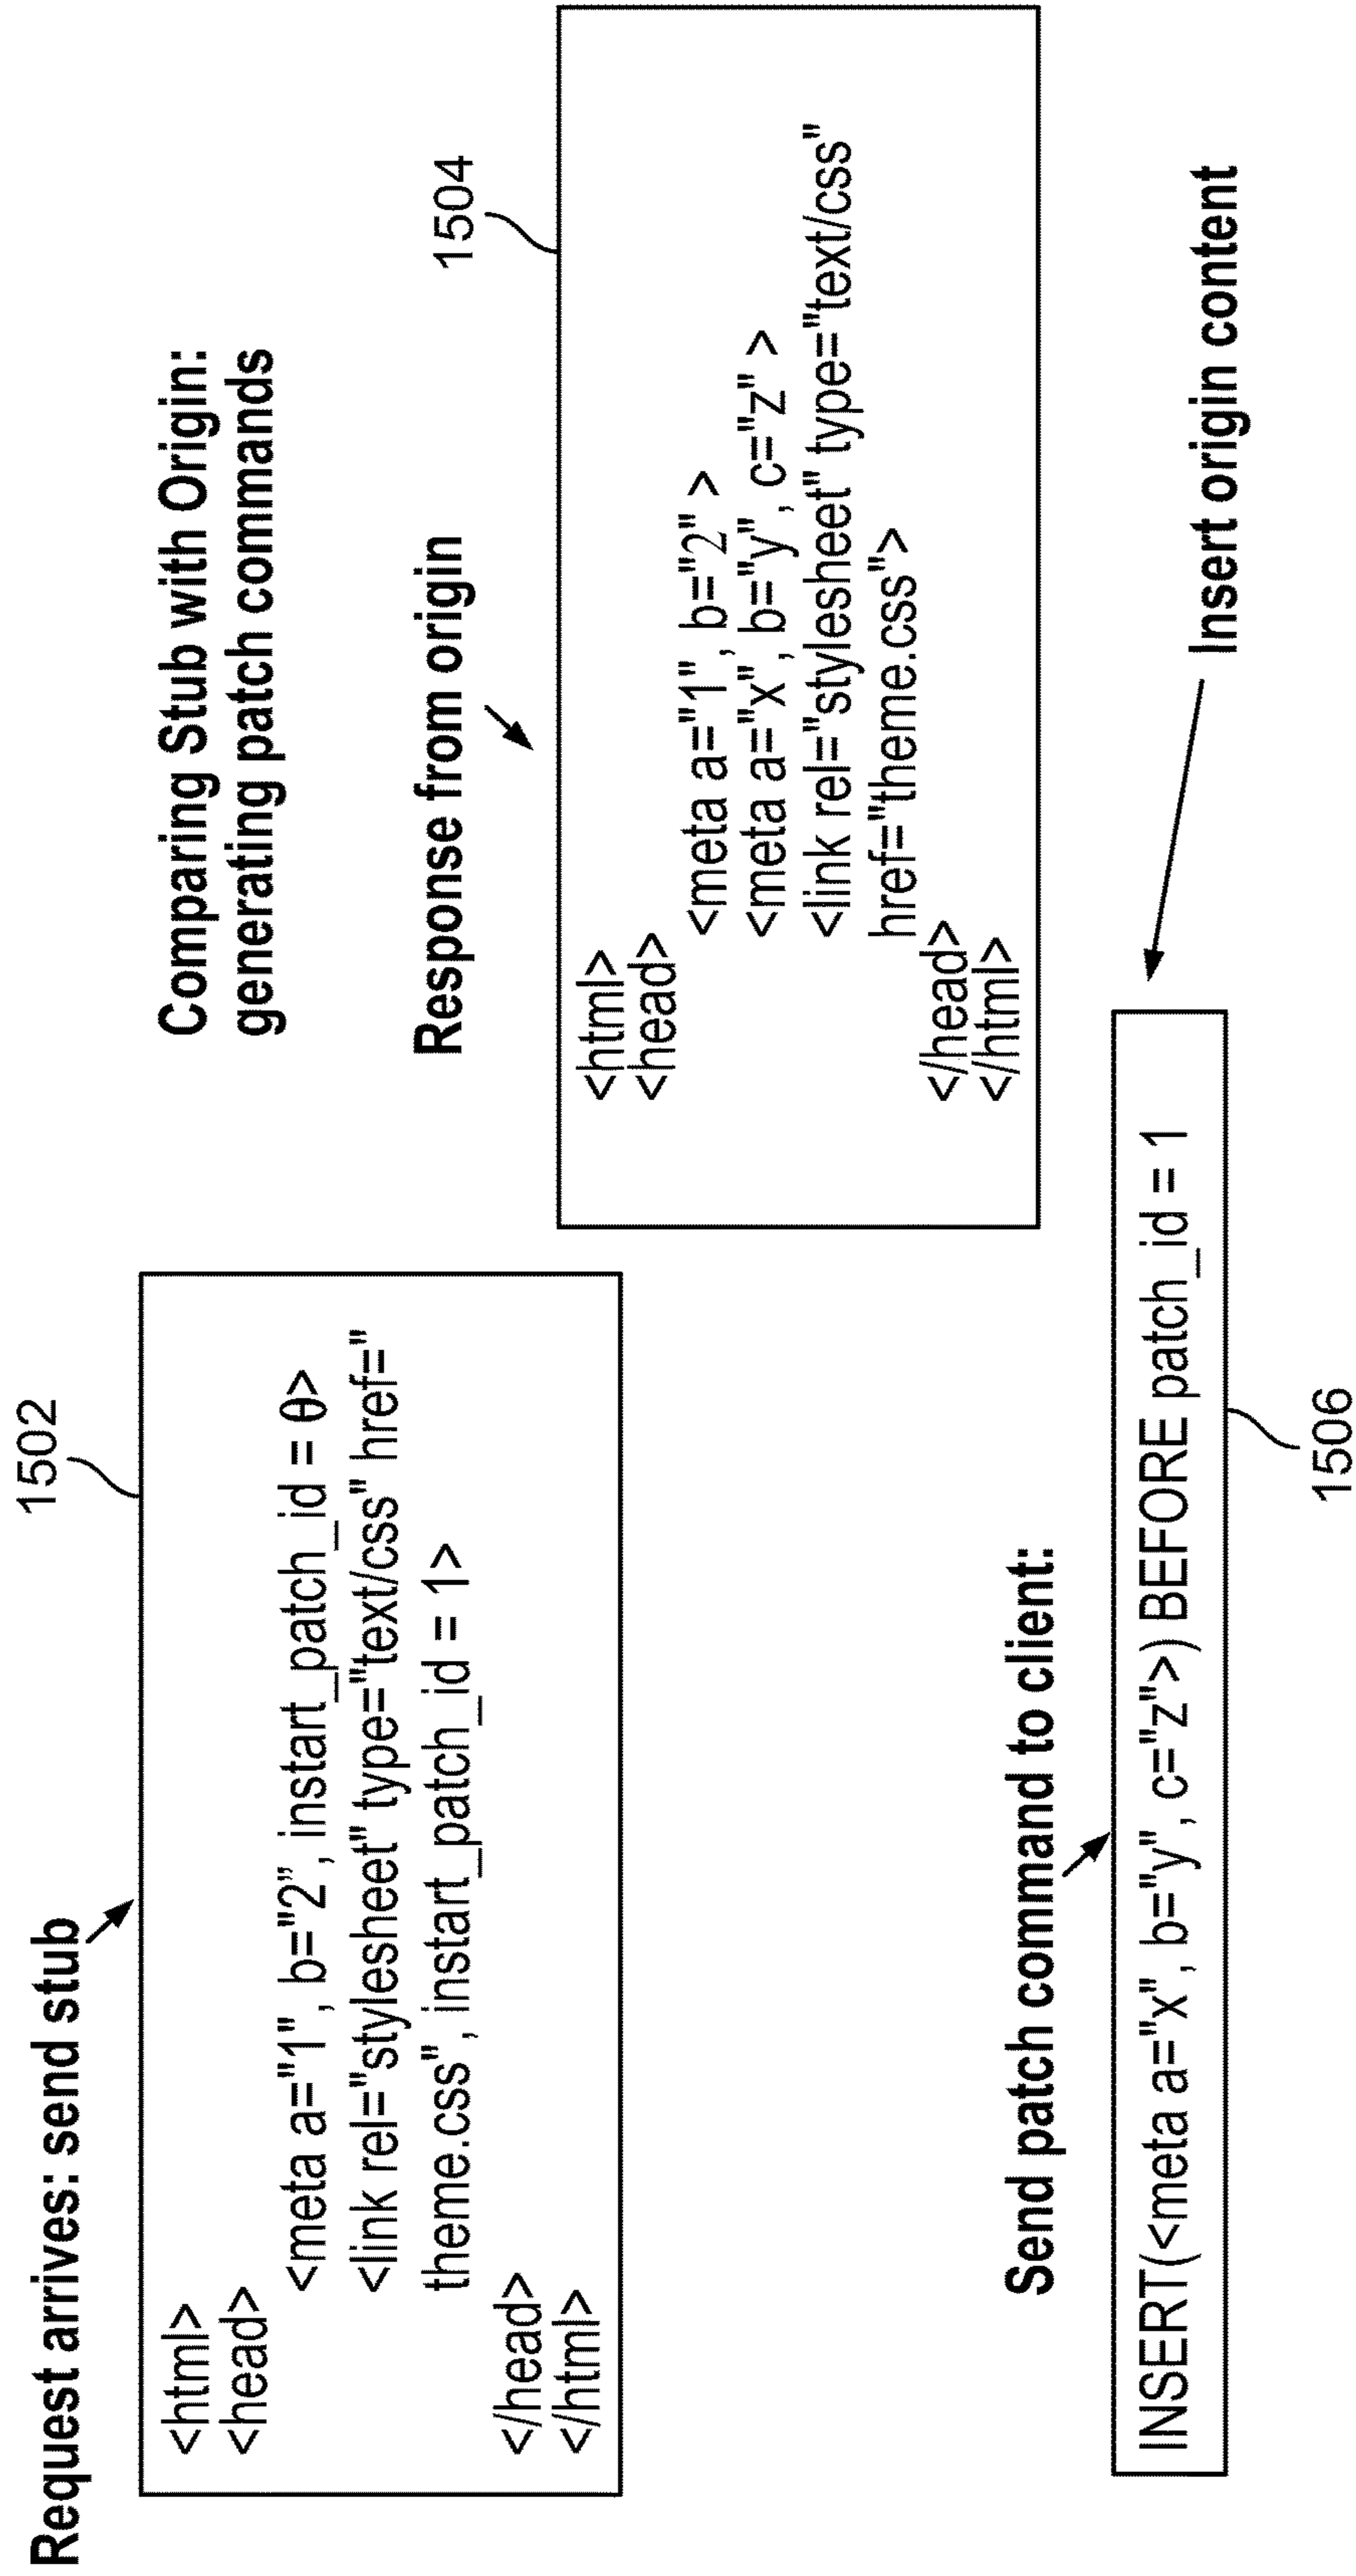 Comparing Stub with Origin:
generating patch commands
Request arrives: send stub
1502
<html>
<head>
<meta a="1", b="2”, instart_patch_id = θ>
<link rel="stylesheet" type="text/css" href="
theme.css", instart_patch_id = 1>
</head>
</html>
Response from origin
1504
<html>
<head>
<meta a="1", b="2" >
<meta a="x", b="y", c="z" >
<link rel="stylesheet" type="text/css"
href="theme.css">
</head>
</html>
Send patch command to client:
INSERT(<meta a="x", b="y", c="z">) BEFORE patch_id = 1
1506
Insert origin content